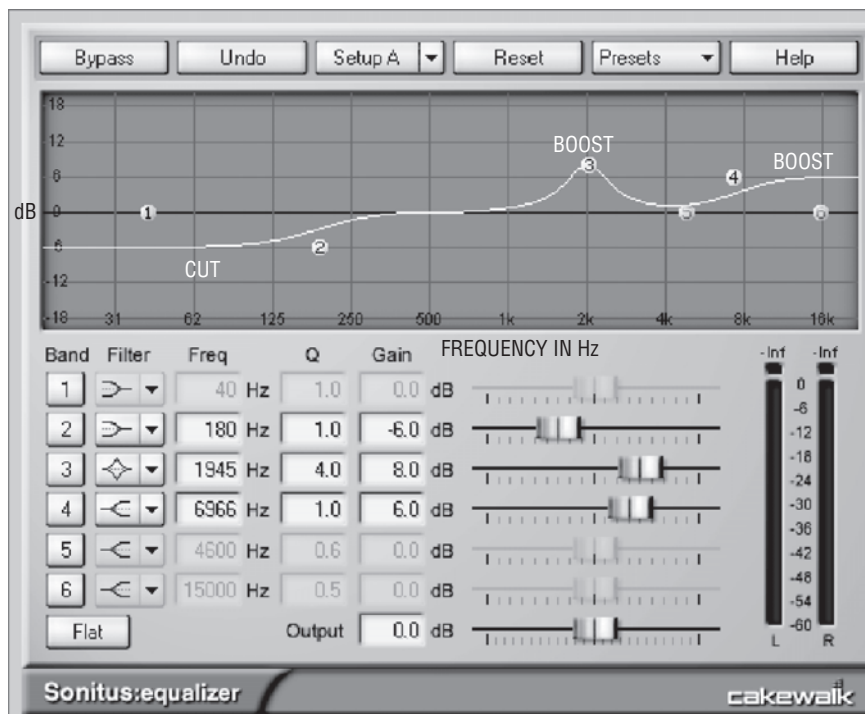 Bypass Undo Setup A Reset Presets Help
18
12
BOOST
6 3 4 BOOST
dB 0 1 5 6
6 2
CUT
-12
-18 31 62 125 250 500 1k 2k 4k 8k 16k
Band Filter Freq Q Gain FREQUENCY IN Hz -Inf -Inf
1 40 Hz 1.0 0.0 dB
2 180 Hz 1.0 -6.0 dB
3 1945 Hz 4.0 8.0 dB
4 6966 Hz 1.0 6.0 dB
5 4600 Hz 0.6 0.0 dB
6 15000 Hz 0.5 0.0 dB
Flat Output 0.0 dB
0
-6
-12
-18
-24
-30
-36
-42
-48
-54
-60
L R
Sonitus:equalizer cakewalk